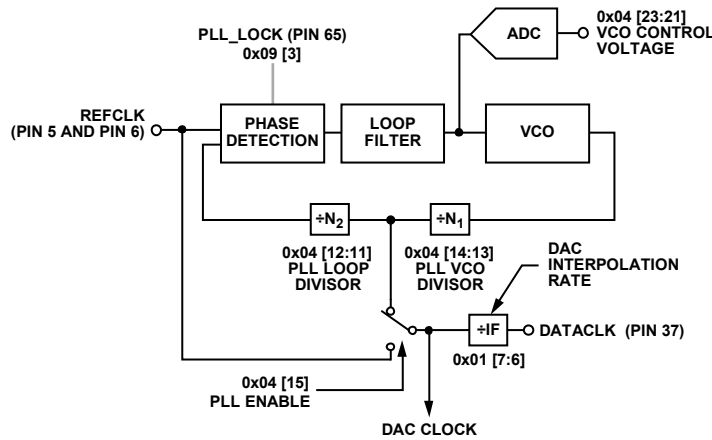 PLL_LOCK (PIN 65)
0x09 [3]
ADC
0x04 [23:21]
VCO CONTROL
VOLTAGE
REFCLK
(PIN 5 AND PIN 6)
PHASE
DETECTION
LOOP
FILTER
VCO
÷N₂
÷N₁
0x04 [12:11]
PLL LOOP
DIVISOR
0x04 [14:13]
PLL VCO
DIVISOR
DAC
INTERPOLATION
RATE
÷IF
DATACLK (PIN 37)
0x01 [7:6]
0x04 [15]
PLL ENABLE
DAC CLOCK